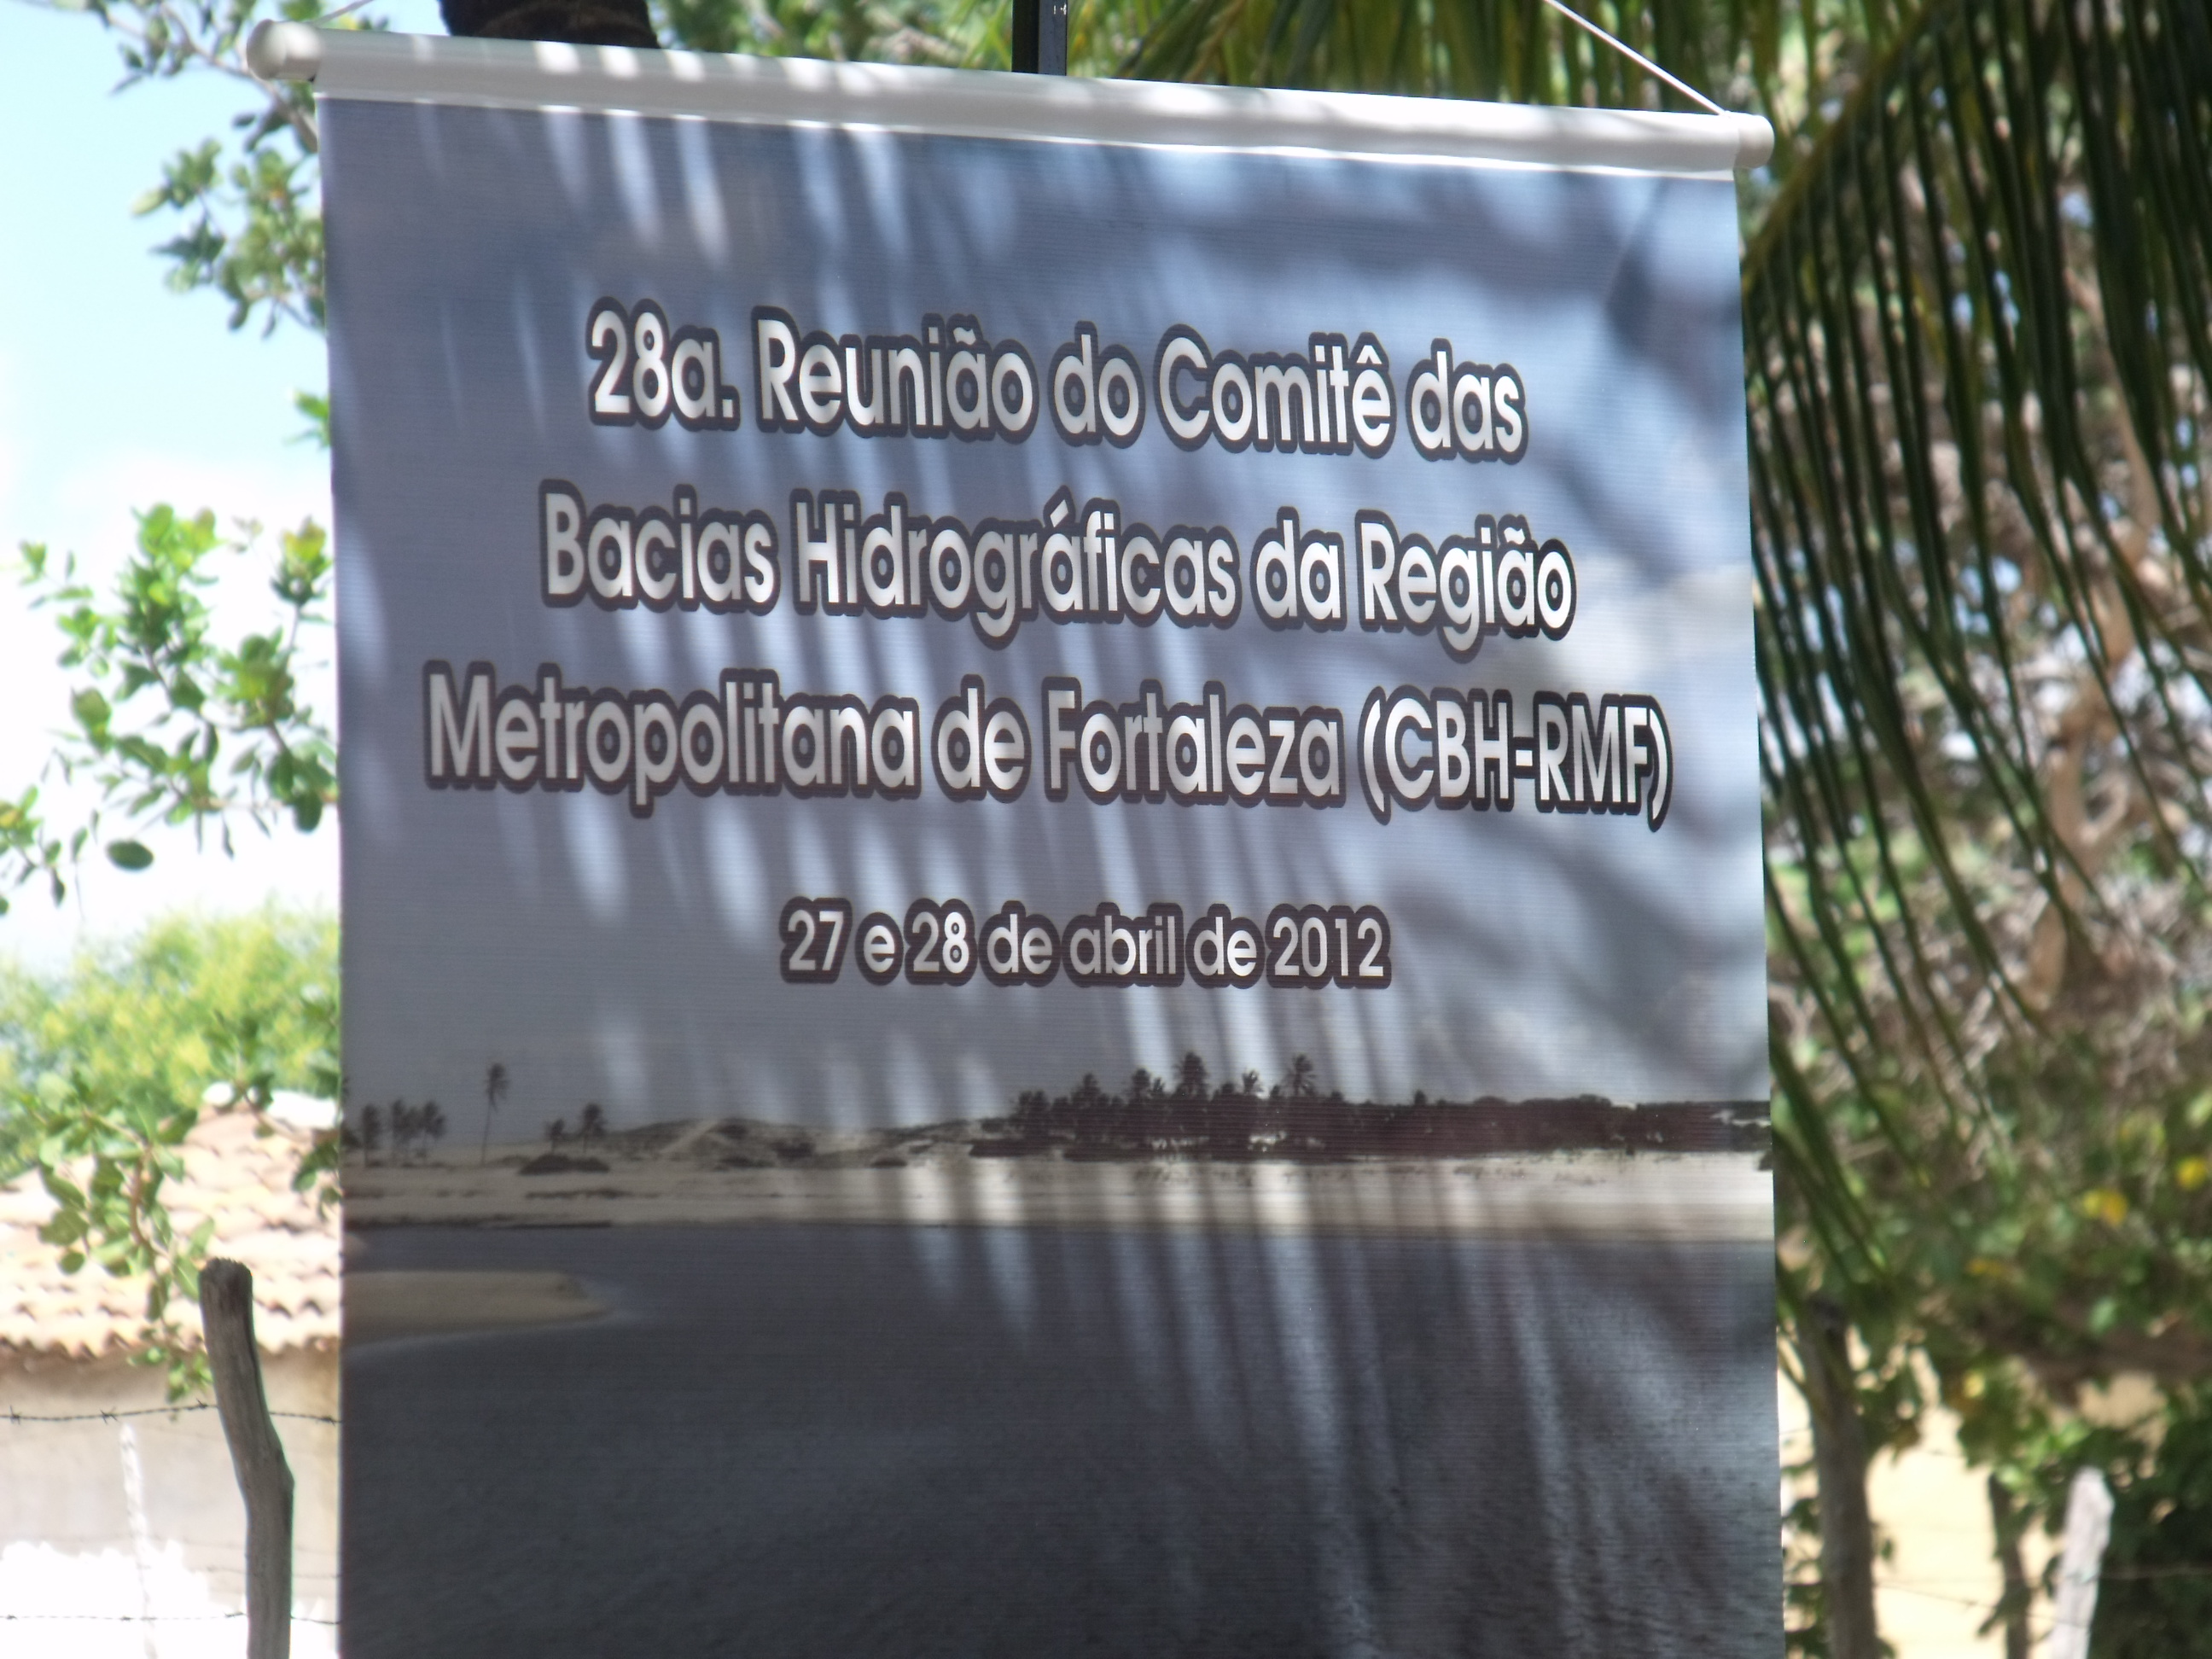 28a. Reunião do Comitê das
Bacias Hidrográficas da Região
Metropolitana de Fortaleza (CBH-RMF)
27 e 28 de abril de 2012